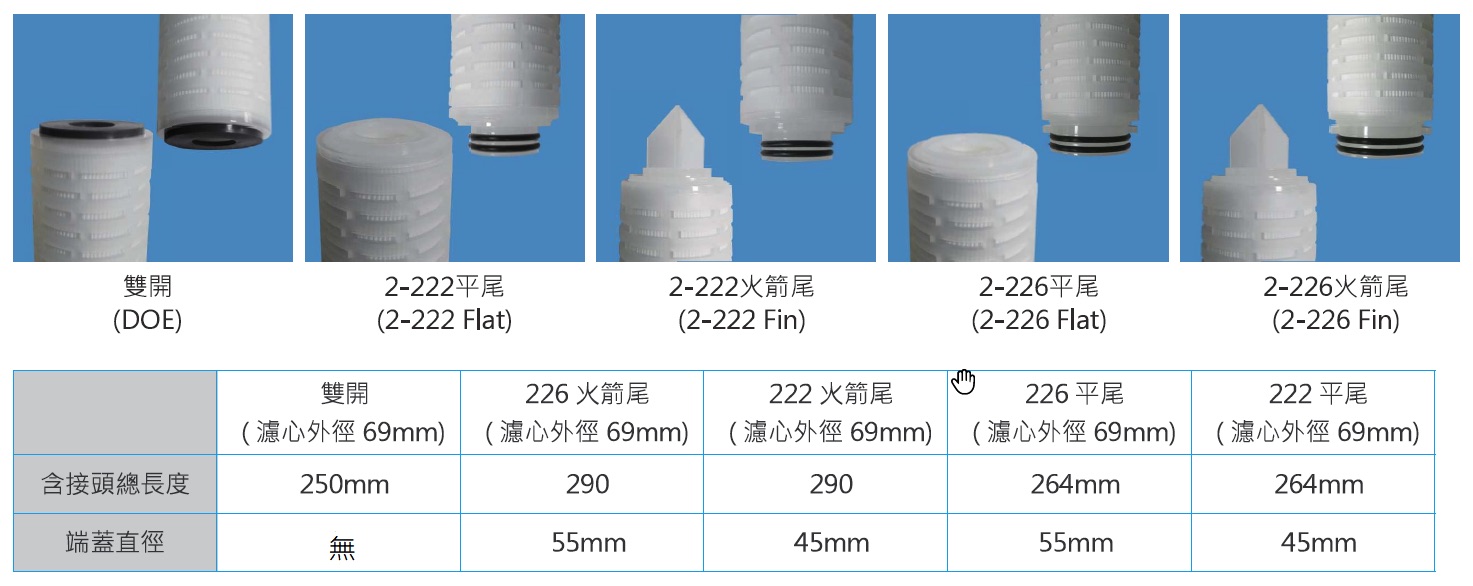 雙開
(DOE)
2-222平尾
(2-222 Flat)
2-222火箭尾
(2-222 Fin)
2-226平尾
(2-226 Flat)
2-226火箭尾
(2-226 Fin)
雙開
( 濾心外徑 69mm)
226 火箭尾
( 濾心外徑 69mm)
222 火箭尾
( 濾心外徑 69mm)
226 平尾
( 濾心外徑 69mm)
222 平尾
( 濾心外徑 69mm)
含接頭總長度 250mm 290 290 264mm 264mm
端蓋直徑 無 55mm 45mm 55mm 45mm